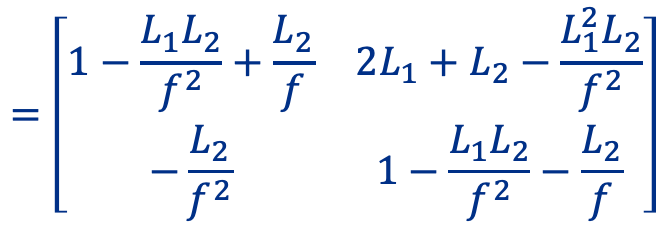 = [ 1 − L₁L₂/f² + L₂/f   2L₁ + L₂ − L₁²L₂/f²
− L₂/f²   1 − L₁L₂/f² − L₂/f ]